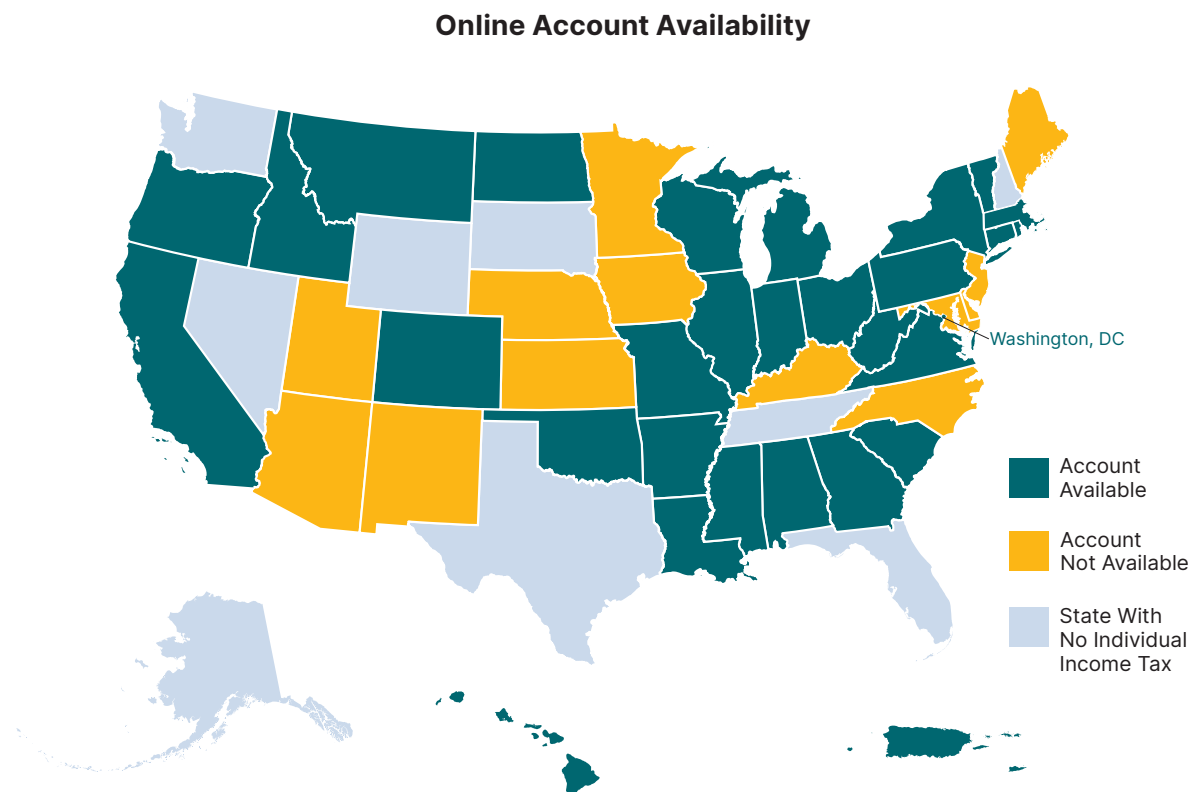 Online Account Availability
Washington, DC
Account
Available
Account
Not Available
State With
No Individual
Income Tax